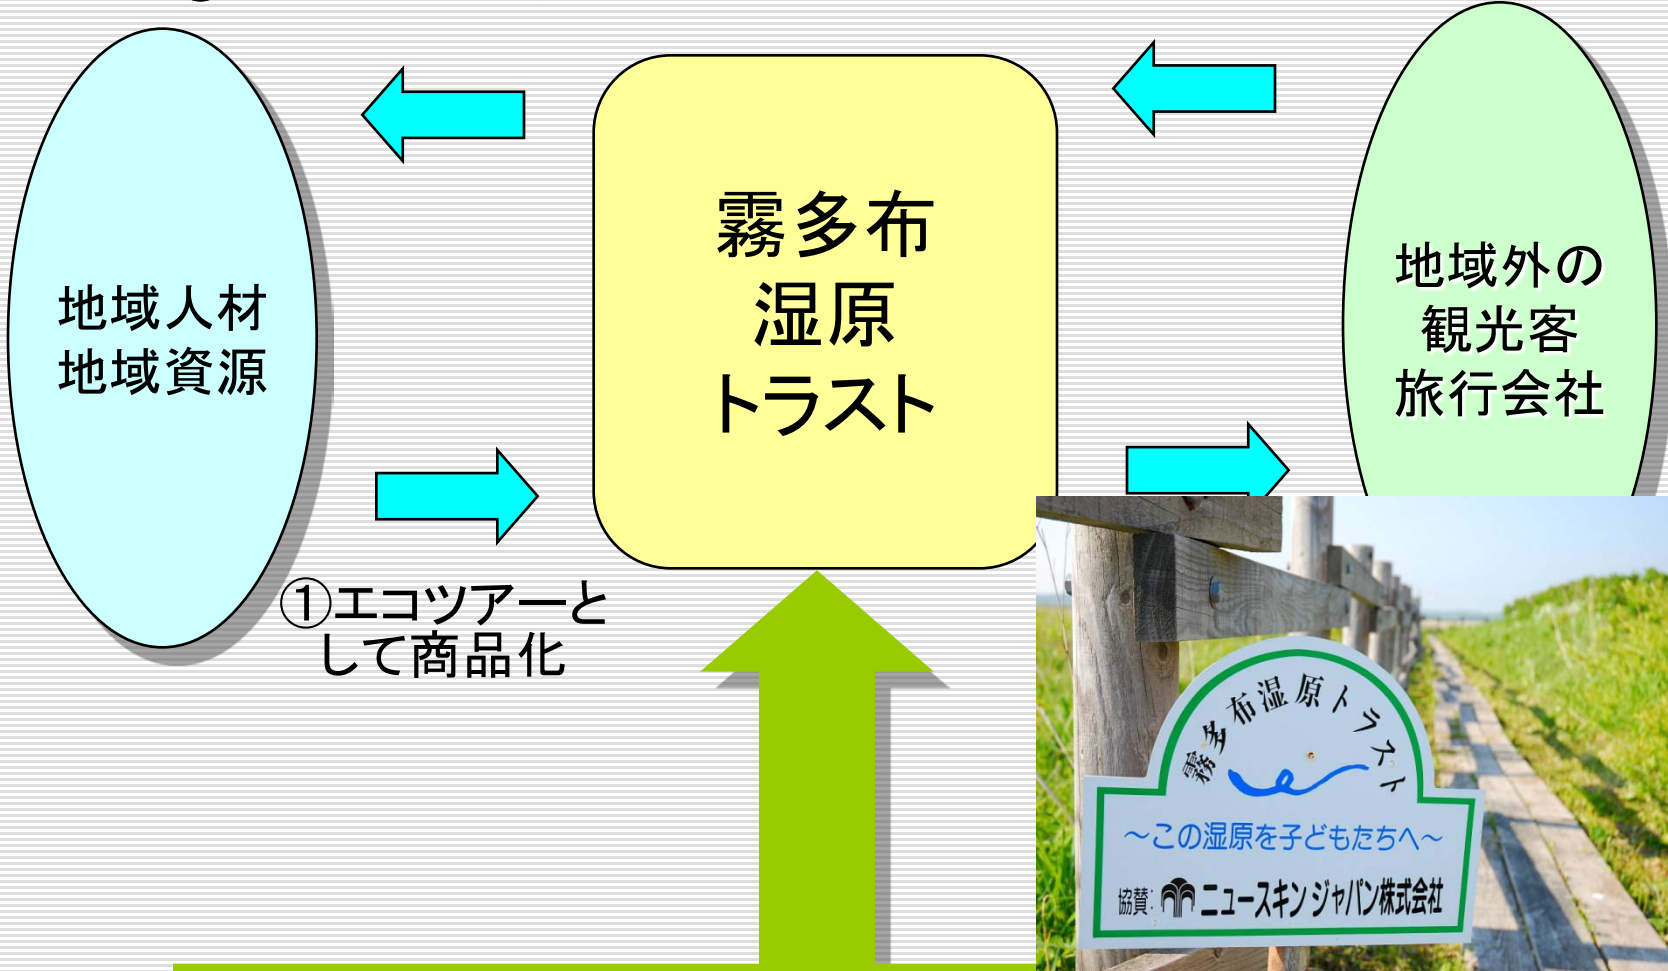 地域人材
地域資源
霧多布
湿原
トラスト
地域外の
観光客
旅行会社
①エコツアーと
して商品化
霧多布湿原トラスト
～この湿原を子どもたちへ～
協賛: ニュースキン ジャパン株式会社